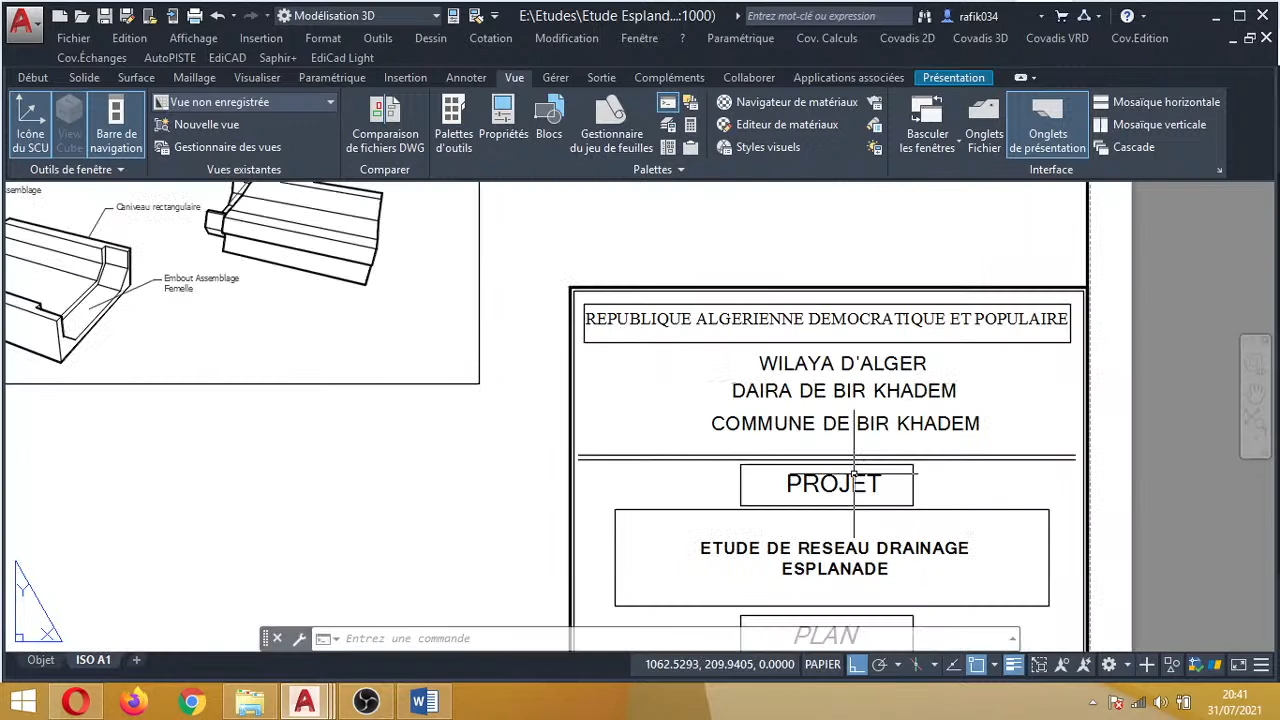 Modélisation 3D
E:\Etudes\Etude Espland...:1000)
Entrez mot-clé ou expression
rafik034
Fichier Edition Affichage Insertion Format Outils Dessin Cotation Modification Fenêtre ? Paramétrique Cov. Calculs Covadis 2D Covadis 3D Covadis VRD Cov.Edition
Cov.Échanges AutoPISTE EdiCAD Saphir+ EdiCad Light
Début Solide Surface Maillage Visualiser Paramétrique Insertion Annoter Vue Gérer Sortie Compléments Collaborer Applications associées Présentation
Icône du SCU
View Cube
Barre de navigation
Outils de fenêtre
Vue non enregistrée
Nouvelle vue
Gestionnaire des vues
Vues existantes
Comparaison de fichiers DWG
Comparer
Palettes d'outils
Propriétés
Blocs
Gestionnaire du jeu de feuilles
Navigateur de matériaux
Editeur de matériaux
Styles visuels
Palettes
Basculer les fenêtres
Onglets Fichier
Onglets de présentation
Mosaïque horizontale
Mosaïque verticale
Cascade
Interface
ssemblage
Caniveau rectangulaire
Embout Assemblage
Femelle
REPUBLIQUE ALGERIENNE DEMOCRATIQUE ET POPULAIRE
WILAYA D'ALGER
DAIRA DE BIR KHADEM
COMMUNE DE BIR KHADEM
PROJET
ETUDE DE RESEAU DRAINAGE
ESPLANADE
PLAN
Y
X
Entrez une commande
Objet ISO A1 +
1062.5293, 209.9405, 0.0000 PAPIER
20:41
31/07/2021